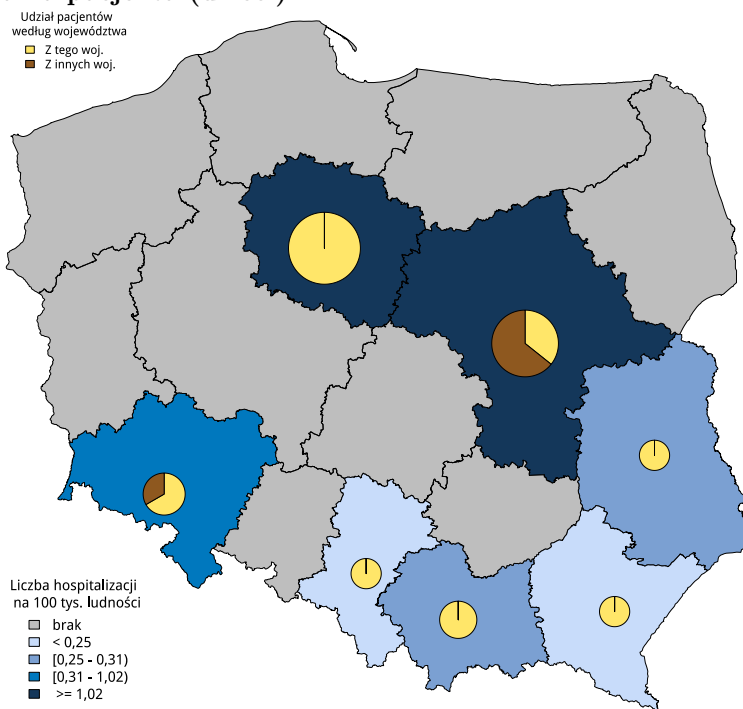 Udział pacjentów
według województwa
Z tego woj.
Z innych woj.
Liczba hospitalizacji
na 100 tys. ludności
brak
< 0,25
[0,25 - 0,31)
[0,31 - 1,02)
>= 1,02